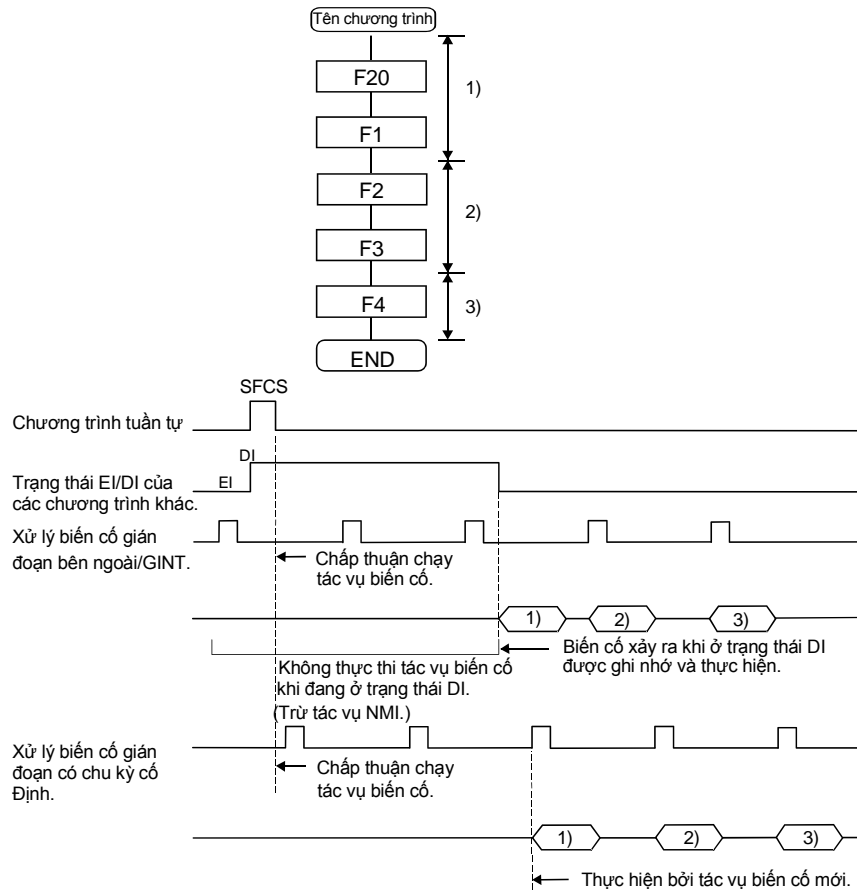 Tên chương trình
F20
1)
F1
F2
2)
F3
F4
3)
END
SFCS
Chương trình tuần tự
DI
EI
Trạng thái EI/DI của
các chương trình khác.
Xử lý biến cố gián
đoạn bên ngoài/GINT.
Chấp thuận chạy
tác vụ biến cố.
1)
2)
3)
Biến cố xảy ra khi ở trạng thái DI
được ghi nhớ và thực hiện.
Không thực thi tác vụ biến cố
khi đang ở trạng thái DI.
(Trừ tác vụ NMI.)
Xử lý biến cố gián
đoạn có chu kỳ cố
Định.
Chấp thuận chạy
tác vụ biến cố.
1)
2)
3)
Thực hiện bởi tác vụ biến cố mới.